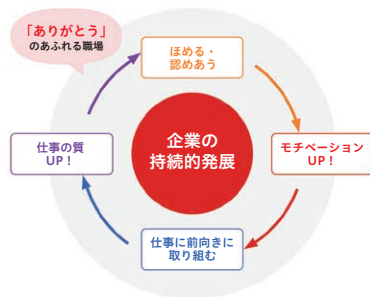 「ありがとう」
のあふれる職場
ほめる・
認めあう
モチベーション
UP！
仕事に前向きに
取り組む
仕事の質
UP！
企業の
持続的発展